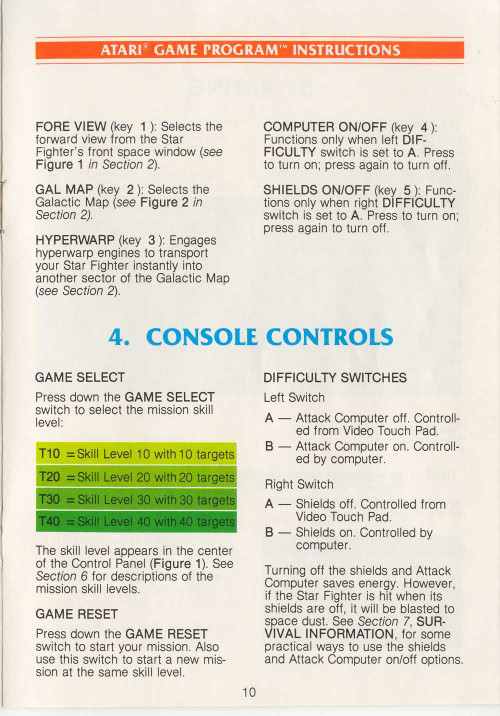 ATARI® GAME PROGRAM™ INSTRUCTIONS
FORE VIEW (key 1 ): Selects the
forward view from the Star
Fighter's front space window (see
Figure 1 in Section 2).
GAL MAP (key 2 ): Selects the
Galactic Map (see Figure 2 in
Section 2).
HYPERWARP (key 3 ): Engages
hyperwarp engines to transport
your Star Fighter instantly into
another sector of the Galactic Map
(see Section 2).
COMPUTER ON/OFF (key 4 ):
Functions only when left DIF-
FICULTY switch is set to A. Press
to turn on; press again to turn off.
SHIELDS ON/OFF (key 5 ): Func-
tions only when right DIFFICULTY
switch is set to A. Press to turn on;
press again to turn off.
4. CONSOLE CONTROLS
GAME SELECT
Press down the GAME SELECT
switch to select the mission skill
level:
T10 = Skill Level 10 with 10 targets
T20 = Skill Level 20 with 20 targets
T30 = Skill Level 30 with 30 targets
T40 = Skill Level 40 with 40 targets
The skill level appears in the center
of the Control Panel (Figure 1). See
Section 6 for descriptions of the
mission skill levels.
GAME RESET
Press down the GAME RESET
switch to start your mission. Also
use this switch to start a new mis-
sion at the same skill level.
DIFFICULTY SWITCHES
Left Switch
A — Attack Computer off. Controll-
ed from Video Touch Pad.
B — Attack Computer on. Controll-
ed by computer.
Right Switch
A — Shields off. Controlled from
Video Touch Pad.
B — Shields on. Controlled by
computer.
Turning off the shields and Attack
Computer saves energy. However,
if the Star Fighter is hit when its
shields are off, it will be blasted to
space dust. See Section 7, SUR-
VIVAL INFORMATION, for some
practical ways to use the shields
and Attack Computer on/off options.
10